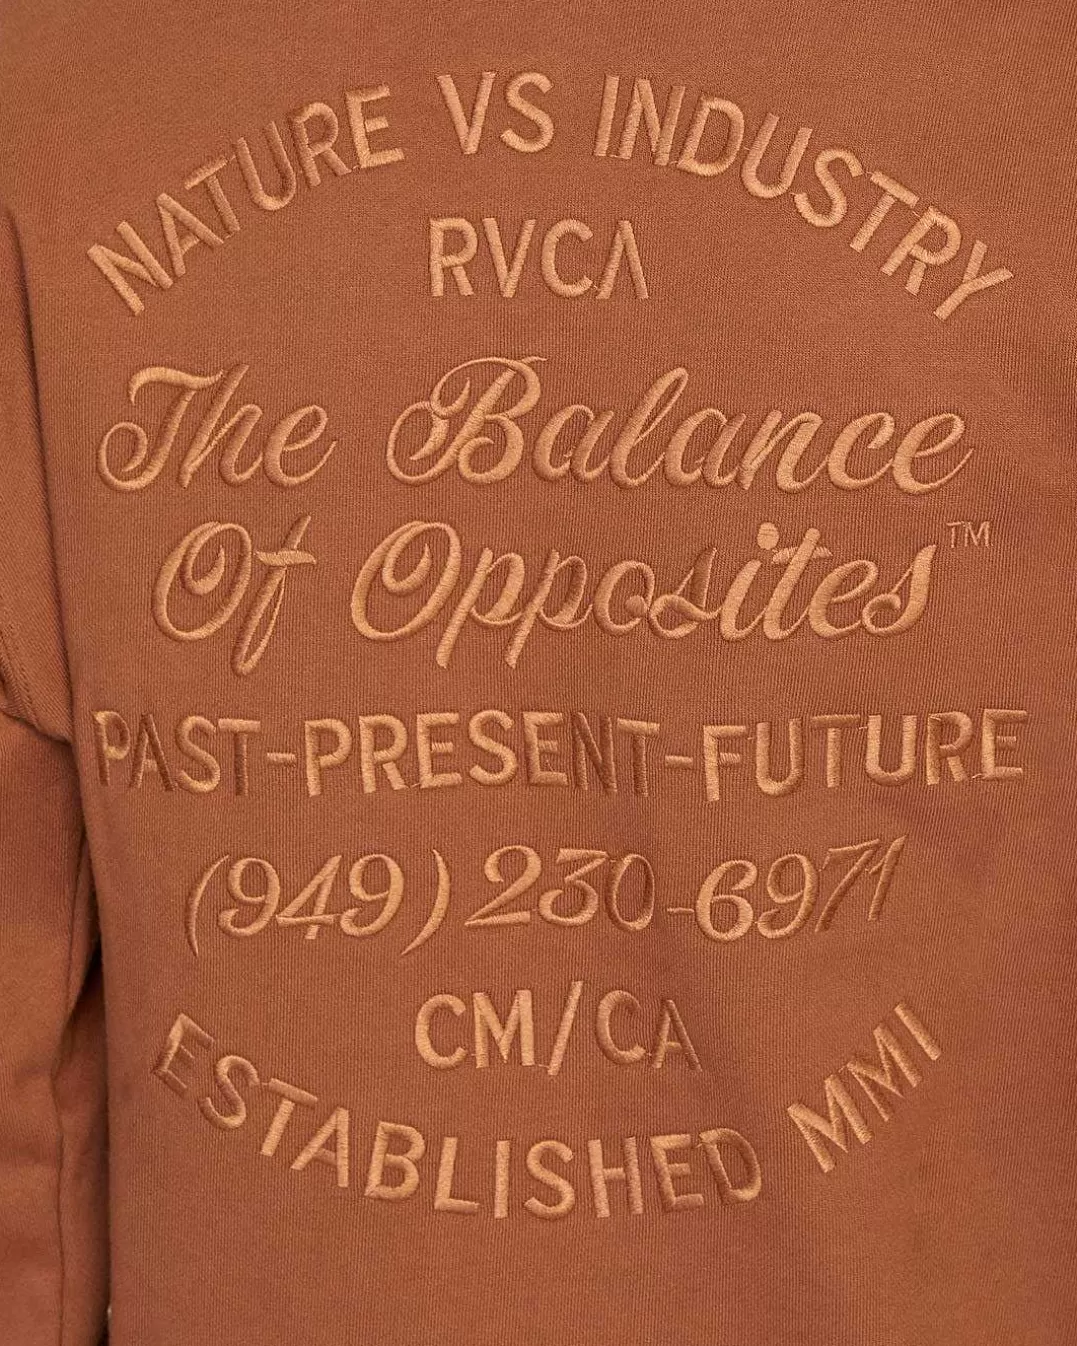 NATURE VS INDUSTRY
RVCA
The Balance
Of Opposites™
PAST-PRESENT-FUTURE
(949) 230-6971
CM/CA
ESTABLISHED MMI